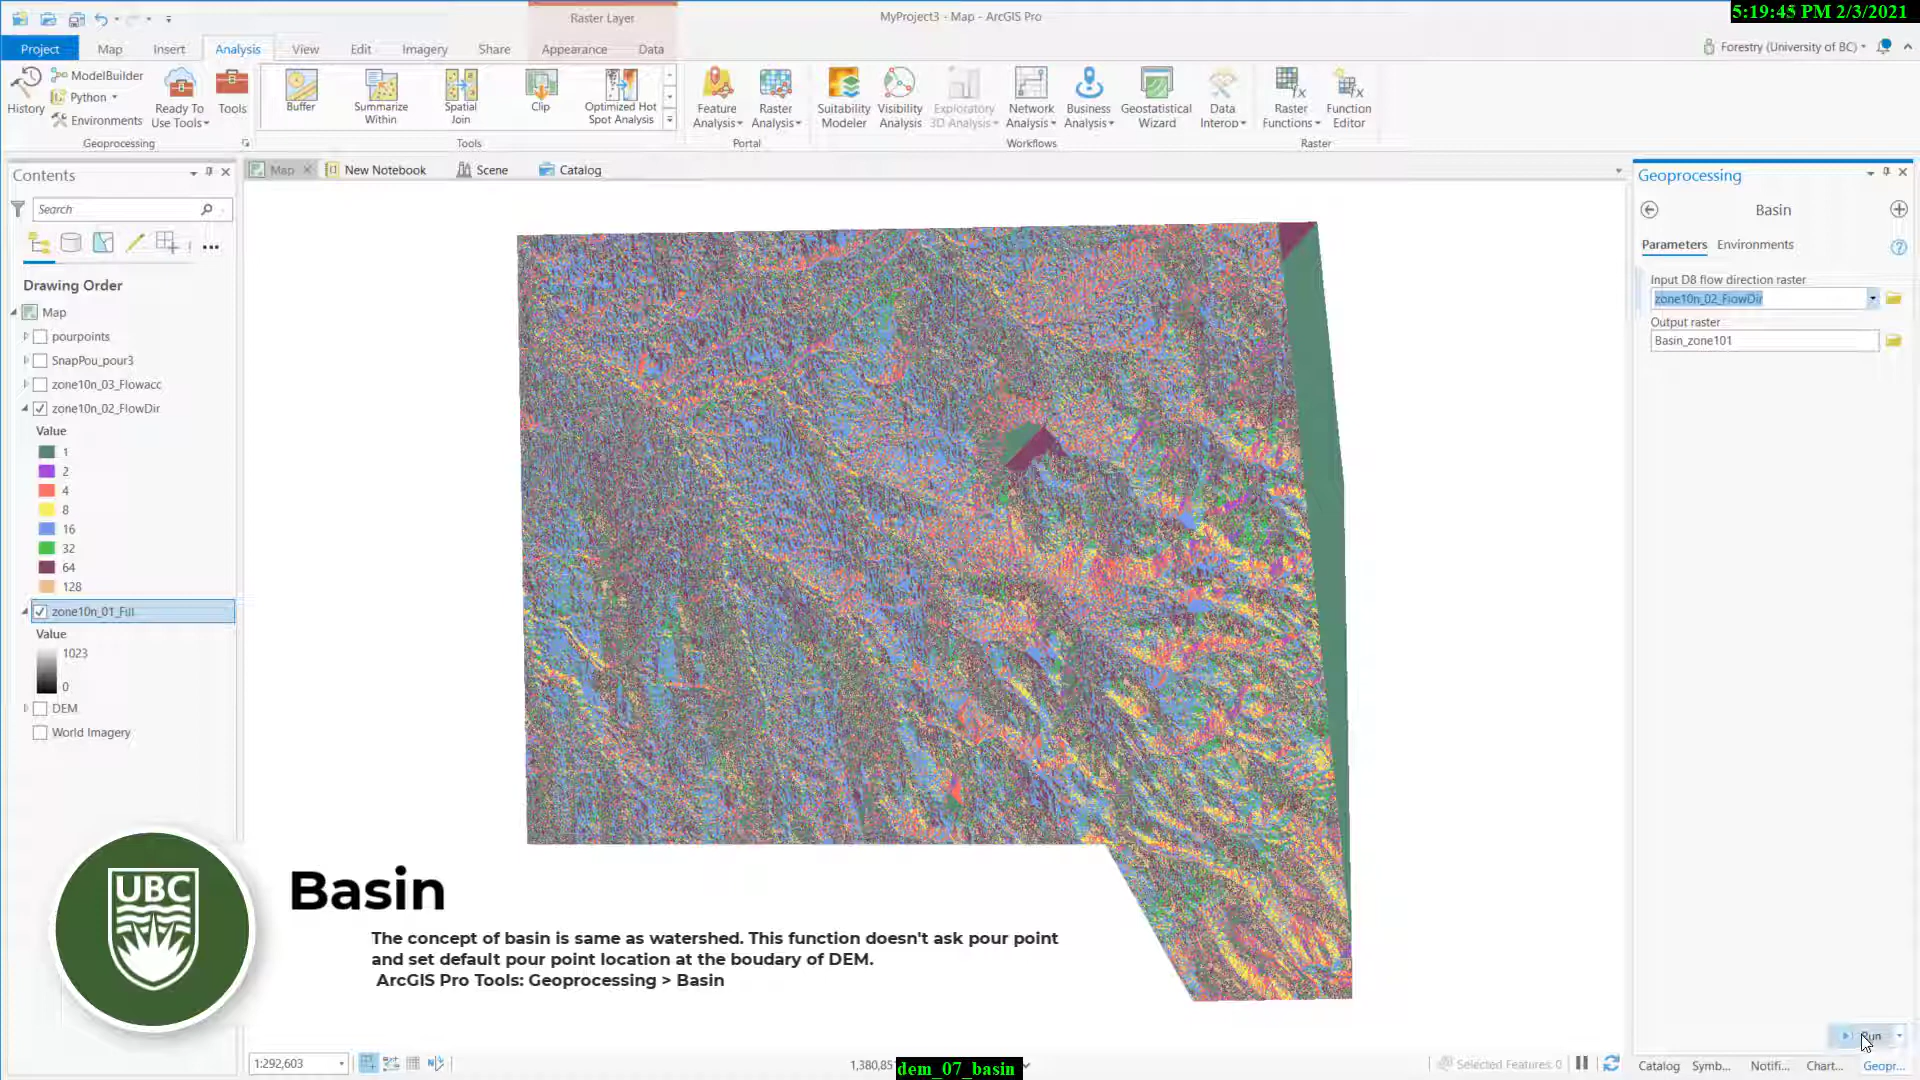 Raster Layer
MyProject3 - Map - ArcGIS Pro
5:19:45 PM 2/3/2021
Project
Map
Insert
Analysis
View
Edit
Imagery
Share
Appearance
Data
Forestry (University of BC)
History
ModelBuilder
Python
Environments
Ready To
Use Tools
Tools
Buffer
Summarize
Within
Spatial
Join
Clip
Optimized Hot
Spot Analysis
Feature
Analysis
Raster
Analysis
Suitability
Modeler
Visibility
Analysis
Exploratory
3D Analysis
Network
Analysis
Business
Analysis
Geostatistical
Wizard
Data
Interop
Raster
Functions
Function
Editor
Geoprocessing
Tools
Portal
Workflows
Raster
Contents
Search
Drawing Order
Map
pourpoints
SnapPou_pour3
zone10n_03_Flowacc
zone10n_02_FlowDir
Value
1
2
4
8
16
32
64
128
zone10n_01_Fill
Value
1023
0
DEM
World Imagery
Map
New Notebook
Scene
Catalog
Geoprocessing
Basin
Parameters
Environments
Input D8 flow direction raster
zone10n_02_FlowDir
Output raster
Basin_zone101
UBC
Basin
The concept of basin is same as watershed. This function doesn't ask pour point
and set default pour point location at the boudary of DEM.
ArcGIS Pro Tools: Geoprocessing > Basin
1:292,603
1,380,85
dem_07_basin
Selected Features: 0
Run
Catalog
Symb...
Notifi...
Chart...
Geopr...